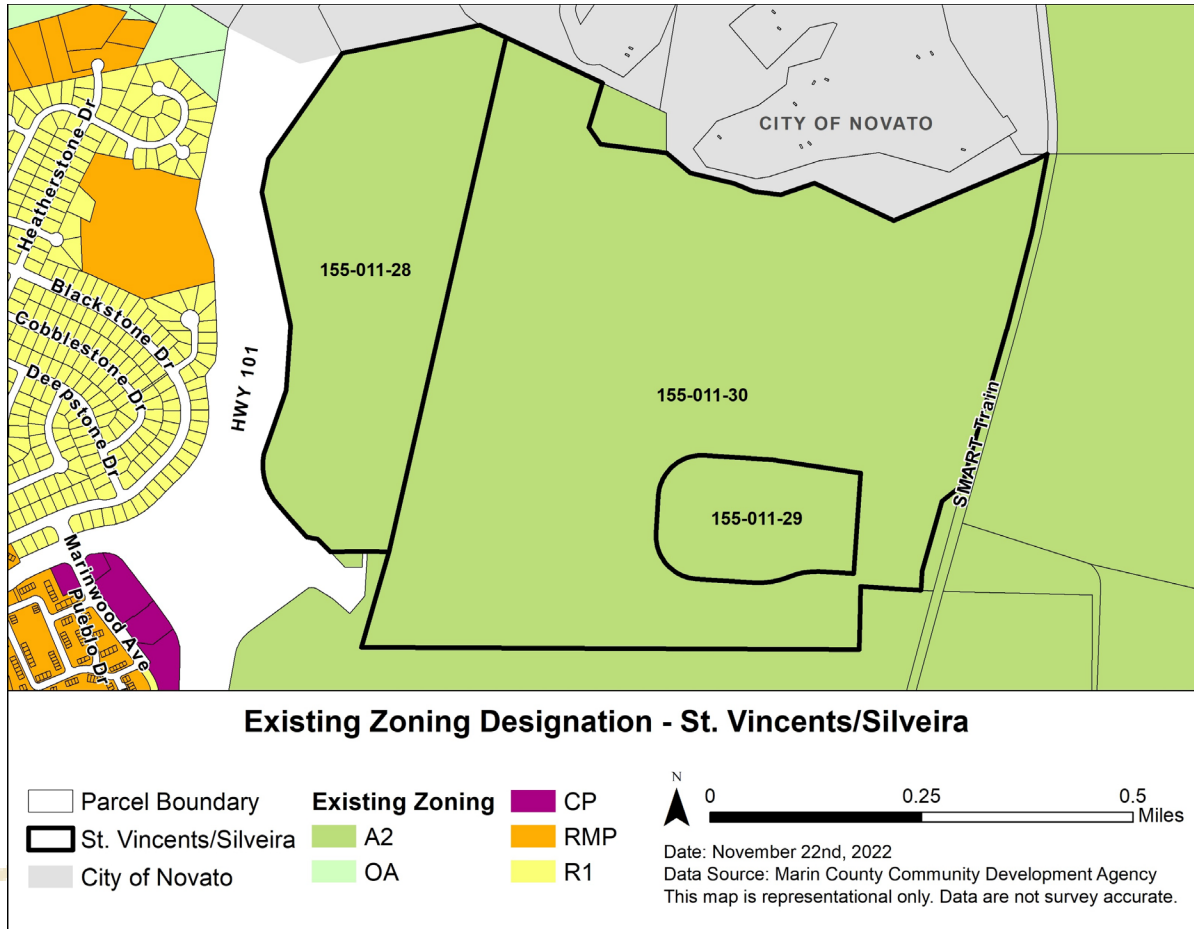 CITY OF NOVATO
Heatherstone Dr
155-011-28
Blackstone Dr
Cobblestone Dr
HWY 101
Deepstone Dr
155-011-30
SMART Train
155-011-29
Marinwood Ave
Pueblo Dr
Existing Zoning Designation - St. Vincents/Silveira
Parcel Boundary
St. Vincents/Silveira
City of Novato
Existing Zoning
A2
OA
CP
RMP
R1
N
0 0.25 0.5
Miles
Date: November 22nd, 2022
Data Source: Marin County Community Development Agency
This map is representational only. Data are not survey accurate.